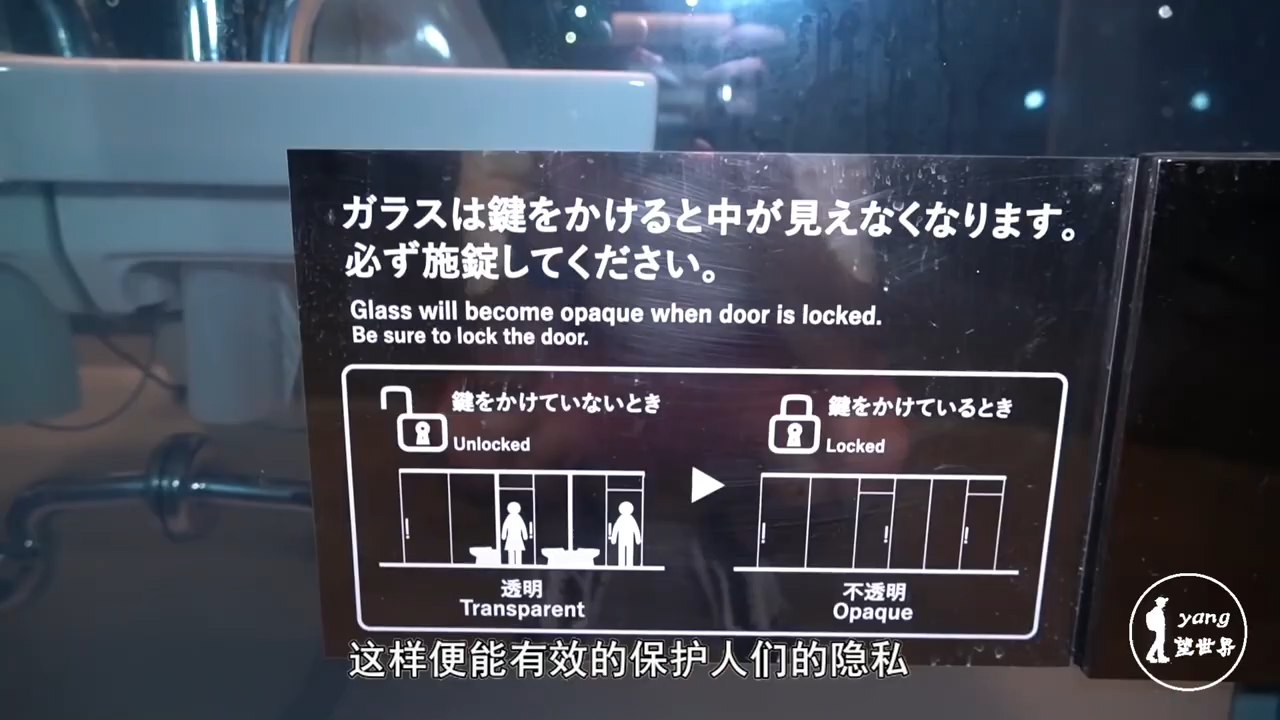 ガラスは鍵をかけると中が見えなくなります。
必ず施錠してください。
Glass will become opaque when door is locked.
Be sure to lock the door.
鍵をかけていないとき
Unlocked
鍵をかけているとき
Locked
透明
Transparent
不透明
Opaque
这样便能有效的保护人们的隐私
yang
望世界